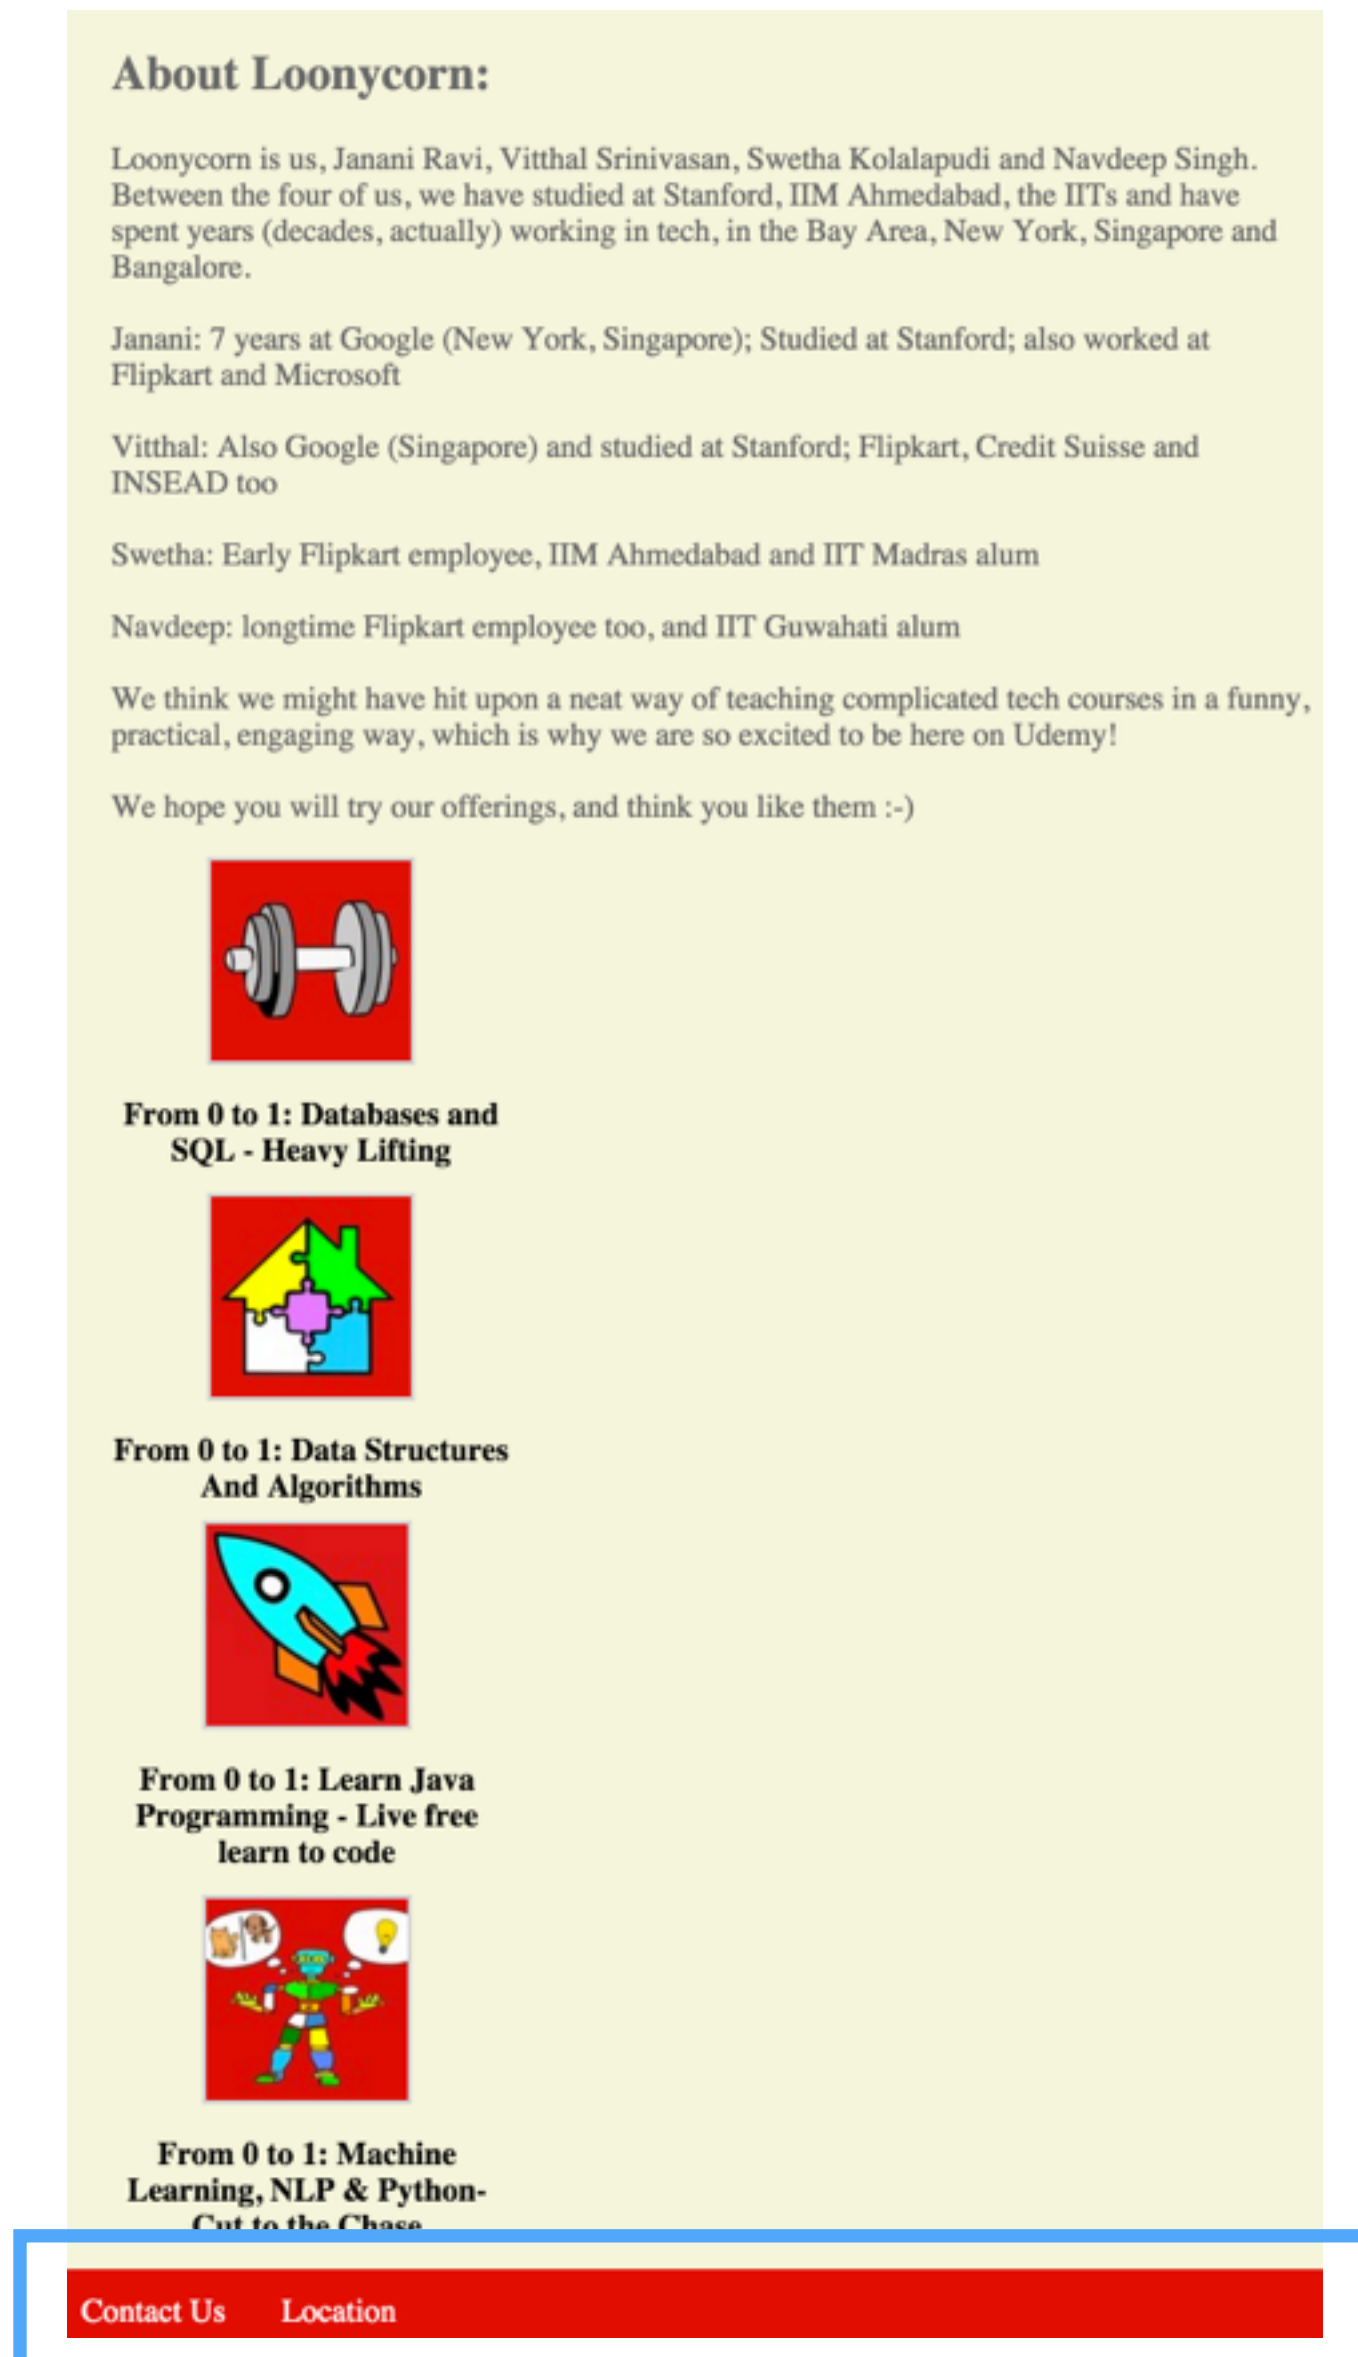 About Loonycorn:
Loonycorn is us, Janani Ravi, Vitthal Srinivasan, Swetha Kolalapudi and Navdeep Singh.
Between the four of us, we have studied at Stanford, IIM Ahmedabad, the IITs and have
spent years (decades, actually) working in tech, in the Bay Area, New York, Singapore and
Bangalore.
Janani: 7 years at Google (New York, Singapore); Studied at Stanford; also worked at
Flipkart and Microsoft
Vitthal: Also Google (Singapore) and studied at Stanford; Flipkart, Credit Suisse and
INSEAD too
Swetha: Early Flipkart employee, IIM Ahmedabad and IIT Madras alum
Navdeep: longtime Flipkart employee too, and IIT Guwahati alum
We think we might have hit upon a neat way of teaching complicated tech courses in a funny,
practical, engaging way, which is why we are so excited to be here on Udemy!
We hope you will try our offerings, and think you like them :-)
From 0 to 1: Databases and
SQL - Heavy Lifting
From 0 to 1: Data Structures
And Algorithms
From 0 to 1: Learn Java
Programming - Live free
learn to code
From 0 to 1: Machine
Learning, NLP & Python-
Cut to the Chase
Contact Us Location